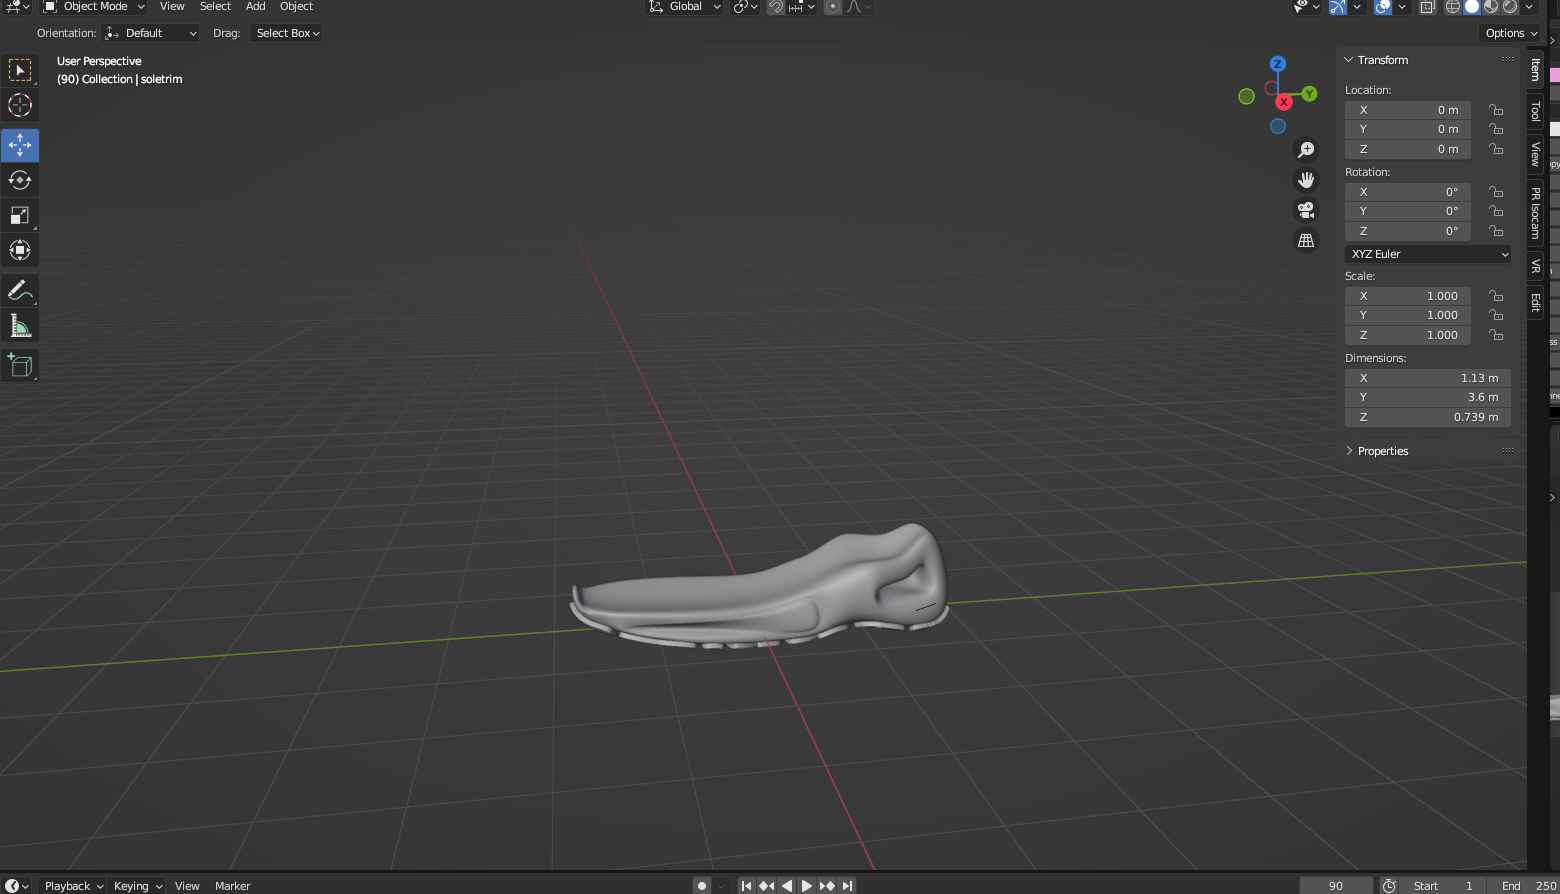 Object Mode View Select Add Object Global
Orientation: Default Drag: Select Box Options
User Perspective
(90) Collection | soletrim
Z
Y
X
Transform
Location:
X 0 m
Y 0 m
Z 0 m
Rotation:
X 0°
Y 0°
Z 0°
XYZ Euler
Scale:
X 1.000
Y 1.000
Z 1.000
Dimensions:
X 1.13 m
Y 3.6 m
Z 0.739 m
Properties
Item
Tool
View
PR Isocam
VR
Edit
Playback Keying View Marker 90 Start 1 End 250